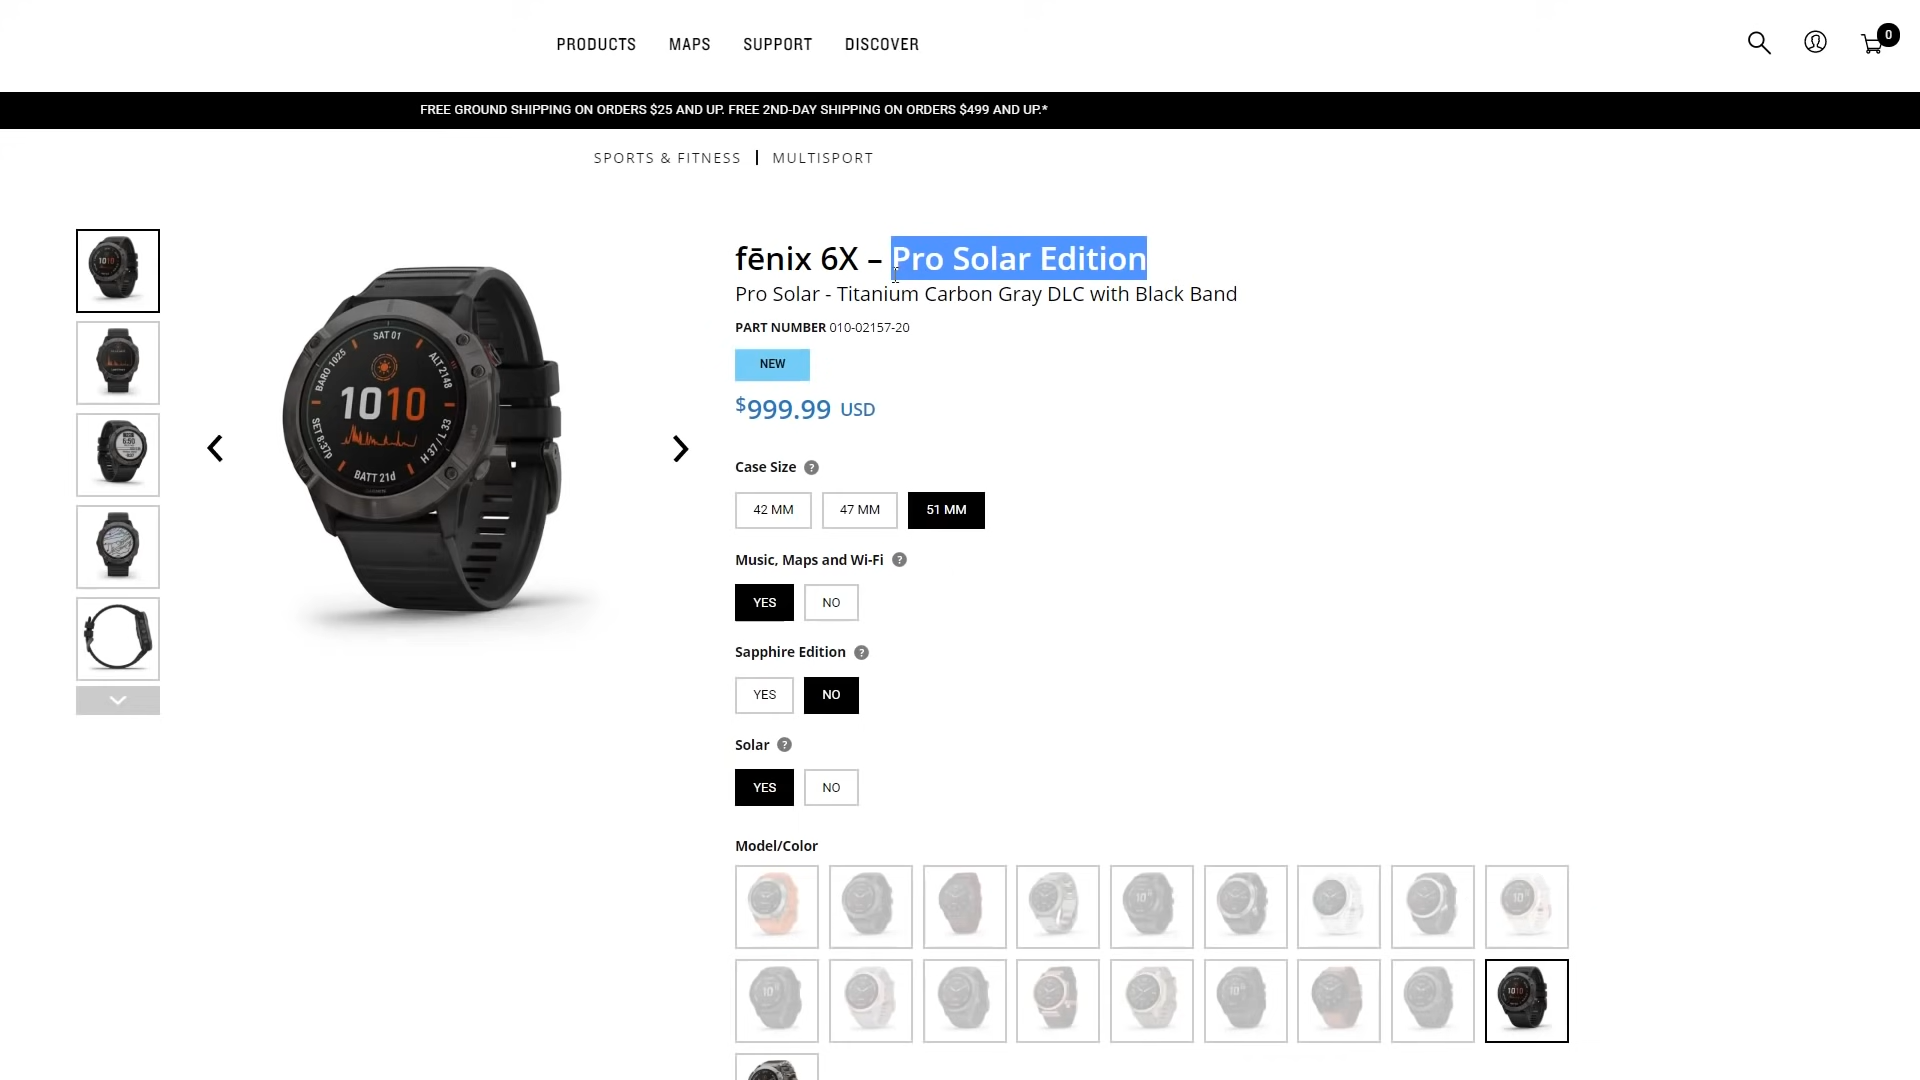 PRODUCTS MAPS SUPPORT DISCOVER
0
FREE GROUND SHIPPING ON ORDERS $25 AND UP. FREE 2ND-DAY SHIPPING ON ORDERS $499 AND UP.*
SPORTS & FITNESS | MULTISPORT
fēnix 6X – Pro Solar Edition
Pro Solar - Titanium Carbon Gray DLC with Black Band
PART NUMBER 010-02157-20
NEW
$999.99 USD
SAT 01
BARO 1025
ALT 2148
10 10
SET 8:37p
H 37 / L 33
BATT 21d
Case Size ?
42 MM 47 MM 51 MM
Music, Maps and Wi-Fi ?
YES NO
Sapphire Edition ?
YES NO
Solar ?
YES NO
Model/Color